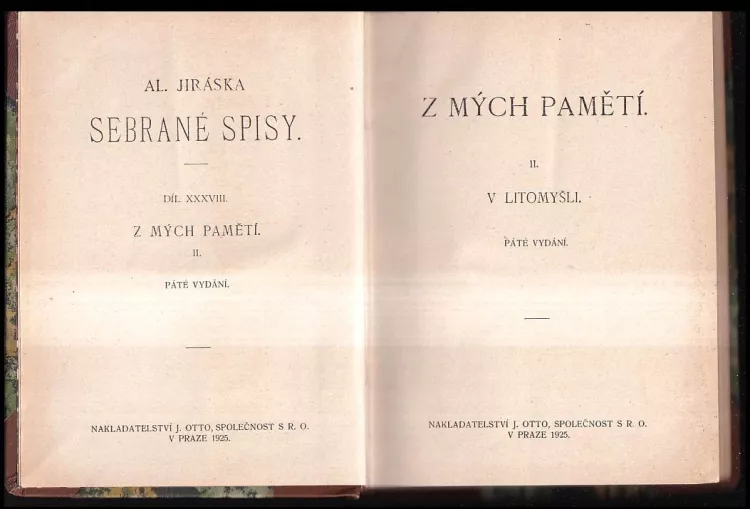 AL. JIRÁSKA
SEBRANÉ SPISY.
DÍL XXXVIII.
Z MÝCH PAMĚTÍ.
II.
PÁTÉ VYDÁNÍ.
NAKLADATELSTVÍ J. OTTO, SPOLEČNOST S R. O.
V PRAZE 1925.
Z MÝCH PAMĚTÍ.
II.
V LITOMYŠLI.
PÁTÉ VYDÁNÍ.
NAKLADATELSTVÍ J. OTTO, SPOLEČNOST S R. O.
V PRAZE 1925.